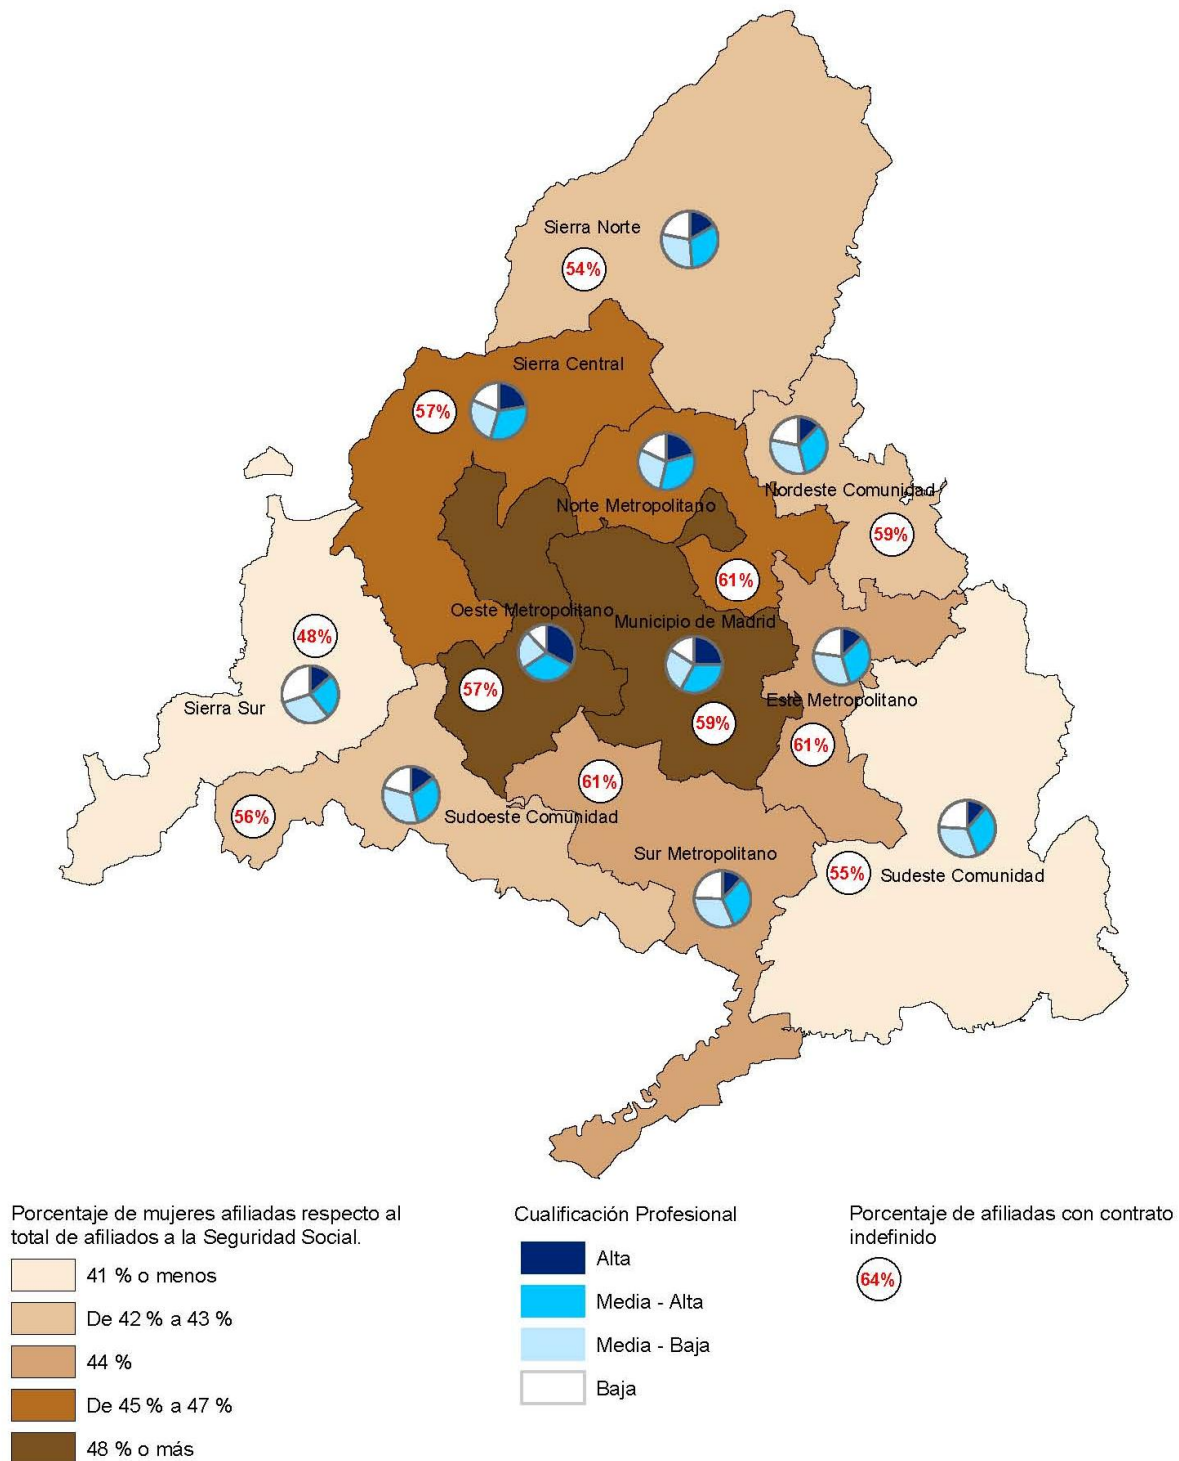 Sierra Norte
54%
Sierra Central
57%
Nordeste Comunidad
59%
Norte Metropolitano
61%
Oeste Metropolitano
57%
Municipio de Madrid
59%
48%
Sierra Sur
Este Metropolitano
61%
61%
56%
Sudoeste Comunidad
Sur Metropolitano
55%
Sudeste Comunidad
Porcentaje de mujeres afiliadas respecto al
total de afiliados a la Seguridad Social.
41 % o menos
De 42 % a 43 %
44 %
De 45 % a 47 %
48 % o más
Cualificación Profesional
Alta
Media - Alta
Media - Baja
Baja
Porcentaje de afiliadas con contrato
indefinido
64%